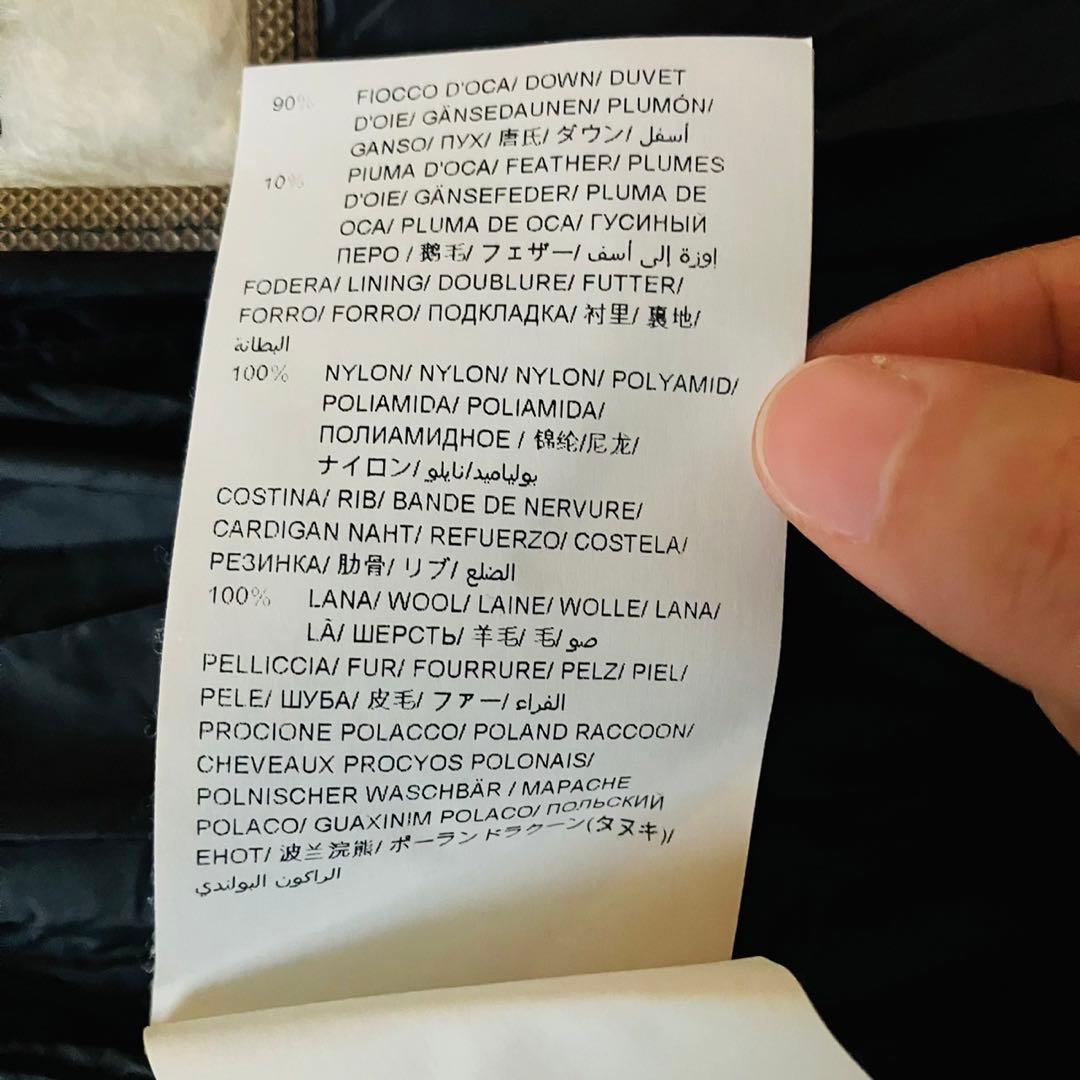 90% FIOCCO D'OCA/ DOWN/ DUVET
D'OIE/ GÄNSEDAUNEN/ PLUMÓN/
GANSO/ ПУХ/ 唐氏/ ダウン/ أسفل
10% PIUMA D'OCA/ FEATHER/ PLUMES
D'OIE/ GÄNSEFEDER/ PLUMA DE
OCA/ PLUMA DE OCA/ ГУСИНЫЙ
ПЕРО / 鹅毛/ フェザー/ إوزة إلى أسف
FODERA/ LINING/ DOUBLURE/ FUTTER/
FORRO/ FORRO/ ПОДКЛАДКА/ 衬里/ 裏地/
البطانة
100% NYLON/ NYLON/ NYLON/ POLYAMID/
POLIAMIDA/ POLIAMIDA/
ПОЛИАМИДНОЕ / 锦纶/尼龙/
ナイロン/ بولياميد/نايلو
COSTINA/ RIB/ BANDE DE NERVURE/
CARDIGAN NAHT/ REFUERZO/ COSTELA/
РЕЗИНКА/ 肋骨/ リブ/ الضلع
100% LANA/ WOOL/ LAINE/ WOLLE/ LANA/
LÃ/ ШЕРСТЬ/ 羊毛/ 毛/ صو
PELLICCIA/ FUR/ FOURRURE/ PELZ/ PIEL/
PELE/ ШУБА/ 皮毛/ ファー/ الفراء
PROCIONE POLACCO/ POLAND RACCOON/
CHEVEAUX PROCYOS POLONAIS/
POLNISCHER WASCHBÄR / MAPACHE
POLACO/ GUAXINIM POLACO/ ПОЛЬСКИЙ
ЕНОТ/ 波兰浣熊/ ポーランドラクーン(タヌキ)/
الراكون البولندي